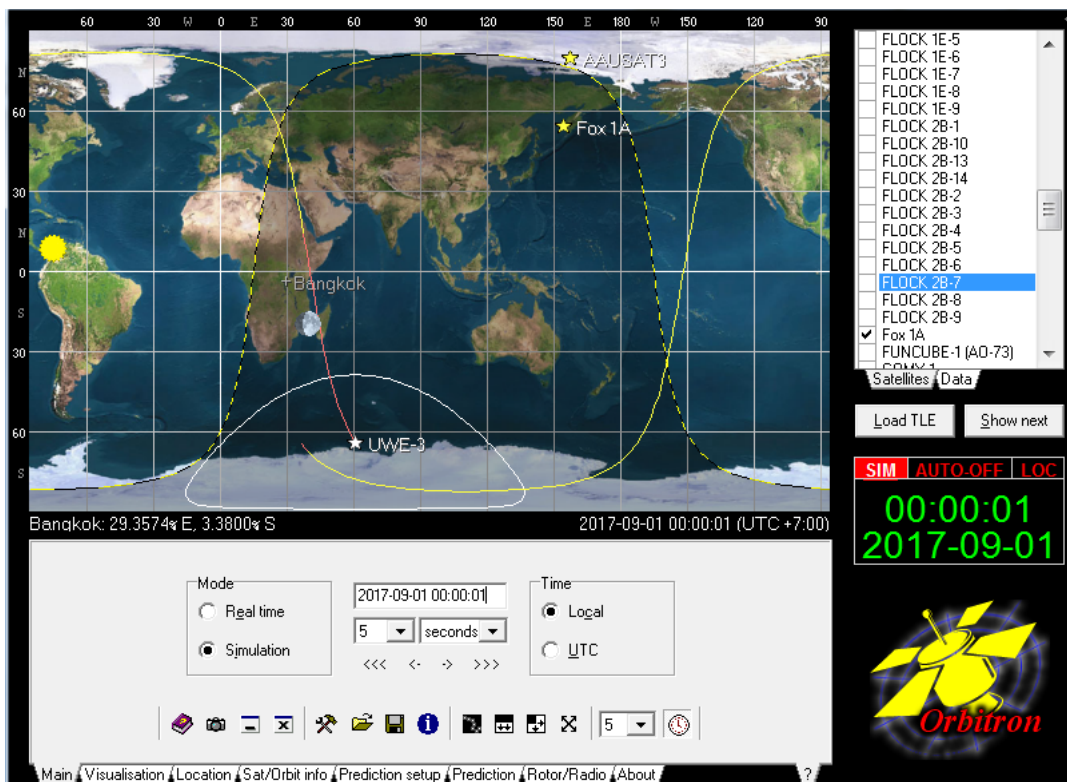 60 30 W 0 E 30 60 90 120 150 E 180 W 150 120 90
N
60
30
N
0
S
30
60
S
AAUSAT3
Fox 1A
Bangkok
UWE-3
Bangkok: 29.3574% E, 3.3800% S
2017-09-01 00:00:01 (UTC +7:00)
FLOCK 1E-5
FLOCK 1E-6
FLOCK 1E-7
FLOCK 1E-8
FLOCK 1E-9
FLOCK 2B-1
FLOCK 2B-10
FLOCK 2B-13
FLOCK 2B-14
FLOCK 2B-2
FLOCK 2B-3
FLOCK 2B-4
FLOCK 2B-5
FLOCK 2B-6
FLOCK 2B-7
FLOCK 2B-8
FLOCK 2B-9
Fox 1A
FUNCUBE-1 (AO-73)
Satellites Data
Load TLE Show next
SIM AUTO-OFF LOC
00:00:01
2017-09-01
Orbitron
Mode
Real time
Simulation
2017-09-01 00:00:01
5 seconds
<<< <- -> >>>
Time
Local
UTC
5
Main Visualisation Location Sat/Orbit info Prediction setup Prediction Rotor/Radio About ?